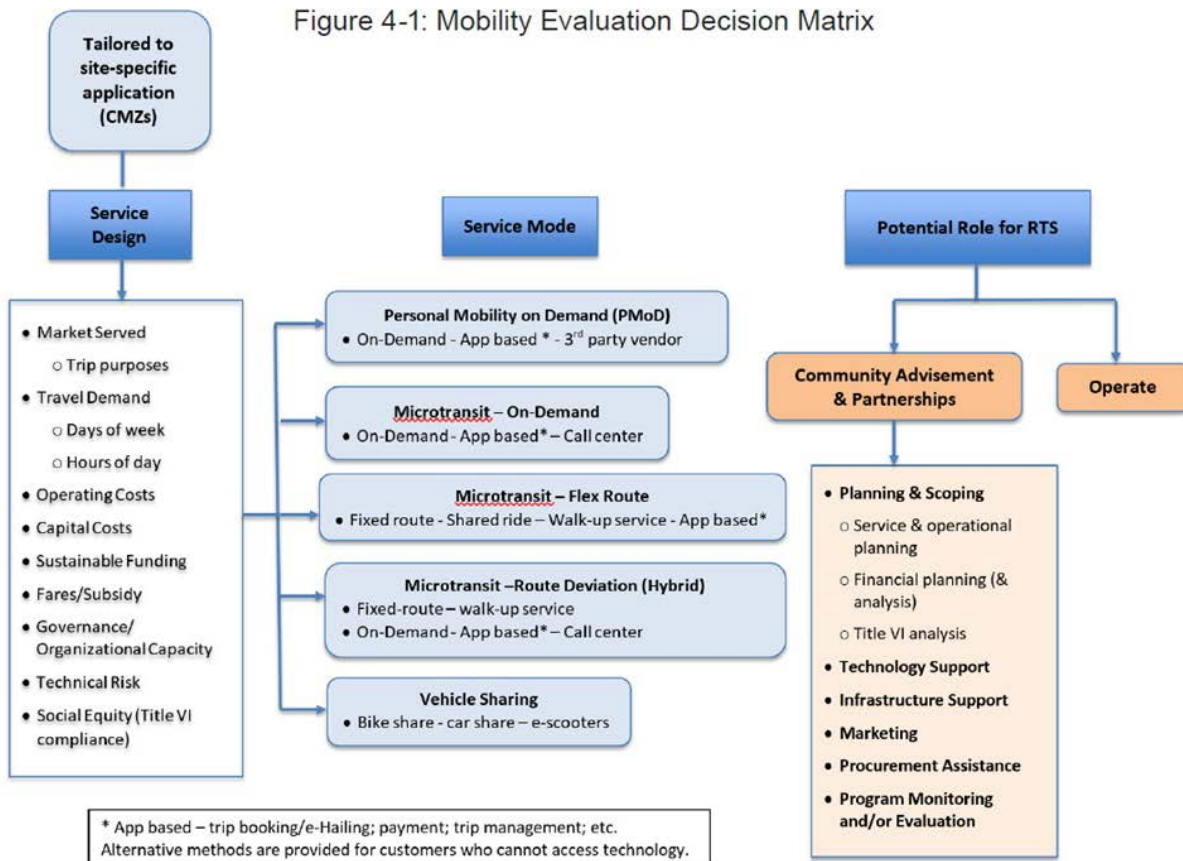 Figure 4-1: Mobility Evaluation Decision Matrix
Tailored to
site-specific
application
(CMZs)
Service
Design
• Market Served
○ Trip purposes
• Travel Demand
○ Days of week
○ Hours of day
• Operating Costs
• Capital Costs
• Sustainable Funding
• Fares/Subsidy
• Governance/
Organizational Capacity
• Technical Risk
• Social Equity (Title VI
compliance)
Service Mode
Personal Mobility on Demand (PMoD)
• On-Demand - App based * - 3rd party vendor
Microtransit – On-Demand
• On-Demand - App based* – Call center
Microtransit – Flex Route
• Fixed route - Shared ride – Walk-up service - App based*
Microtransit –Route Deviation (Hybrid)
• Fixed-route – walk-up service
• On-Demand - App based* – Call center
Vehicle Sharing
• Bike share - car share – e-scooters
Potential Role for RTS
Community Advisement
& Partnerships
Operate
• Planning & Scoping
○ Service & operational
planning
○ Financial planning (&
analysis)
○ Title VI analysis
• Technology Support
• Infrastructure Support
• Marketing
• Procurement Assistance
• Program Monitoring
and/or Evaluation
* App based – trip booking/e-Hailing; payment; trip management; etc.
Alternative methods are provided for customers who cannot access technology.